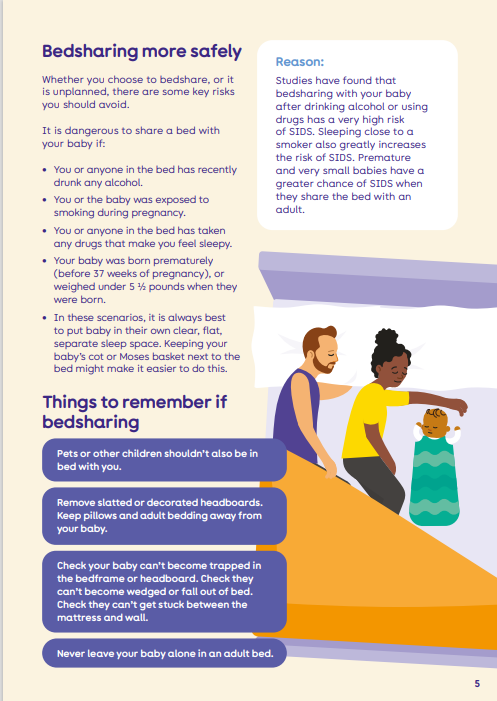 Bedsharing more safely
Whether you choose to bedshare, or it
is unplanned, there are some key risks
you should avoid.
It is dangerous to share a bed with
your baby if:
• You or anyone in the bed has recently
drunk any alcohol.
• You or the baby was exposed to
smoking during pregnancy.
• You or anyone in the bed has taken
any drugs that make you feel sleepy.
• Your baby was born prematurely
(before 37 weeks of pregnancy), or
weighed under 5 ½ pounds when they
were born.
• In these scenarios, it is always best
to put baby in their own clear, flat,
separate sleep space. Keeping your
baby's cot or Moses basket next to the
bed might make it easier to do this.
Reason:
Studies have found that
bedsharing with your baby
after drinking alcohol or using
drugs has a very high risk
of SIDS. Sleeping close to a
smoker also greatly increases
the risk of SIDS. Premature
and very small babies have a
greater chance of SIDS when
they share the bed with an
adult.
Things to remember if
bedsharing
Pets or other children shouldn't also be in
bed with you.
Remove slatted or decorated headboards.
Keep pillows and adult bedding away from
your baby.
Check your baby can't become trapped in
the bedframe or headboard. Check they
can't become wedged or fall out of bed.
Check they can't get stuck between the
mattress and wall.
Never leave your baby alone in an adult bed.
5